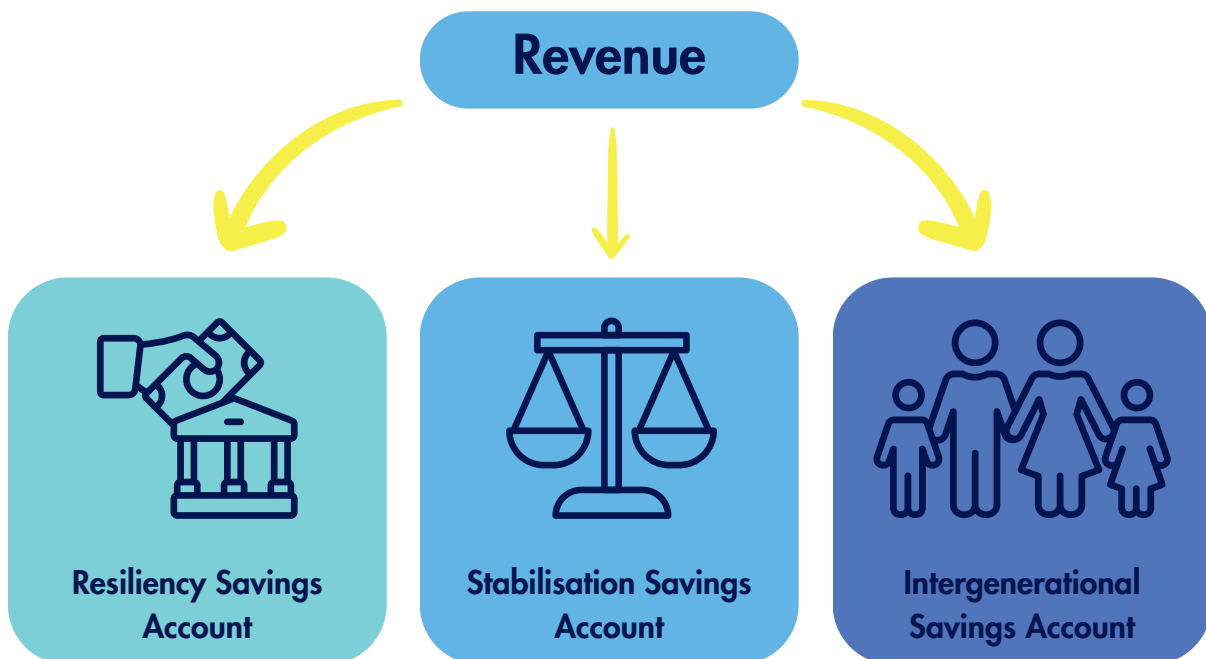 Revenue
Resiliency Savings
Account
Stabilisation Savings
Account
Intergenerational
Savings Account